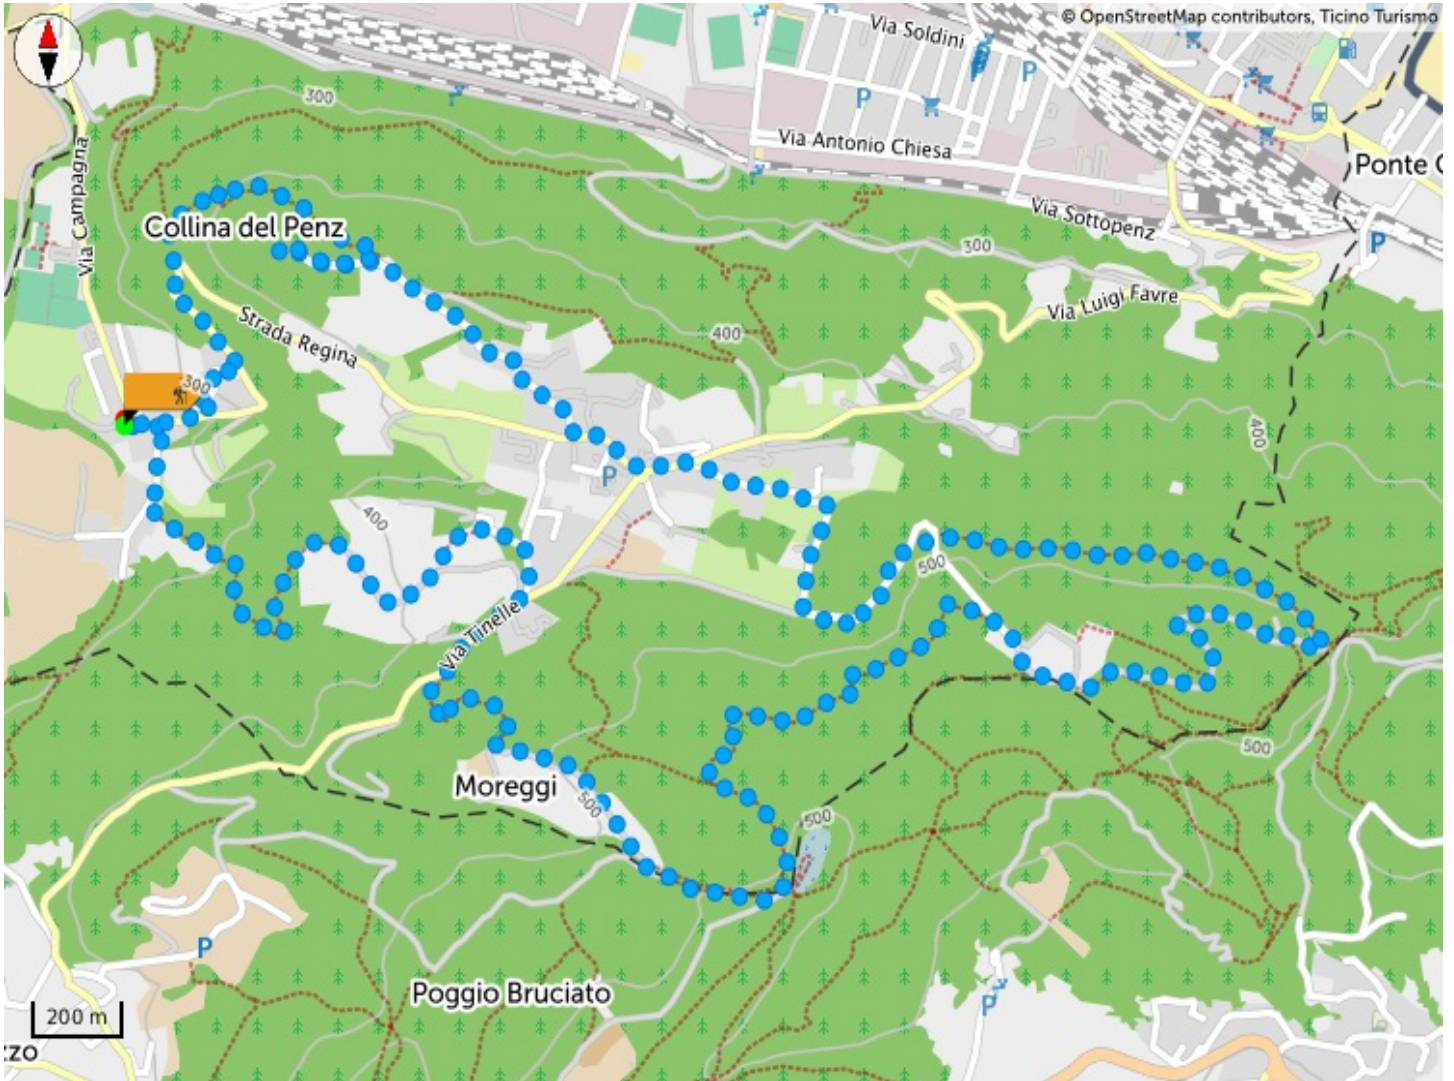 © OpenStreetMap contributors, Ticino Turismo
Via Soldini
P
P
300
Via Antonio Chiesa
Via Campagna
Ponte C
Via Sottopenz
P
Collina del Penz
300
Via Luigi Favre
Strada Regina
400
300
400
P
400
500
Via Tinelle
500
Moreggi
500
500
P
Poggio Bruciato
P
200 m
zzo